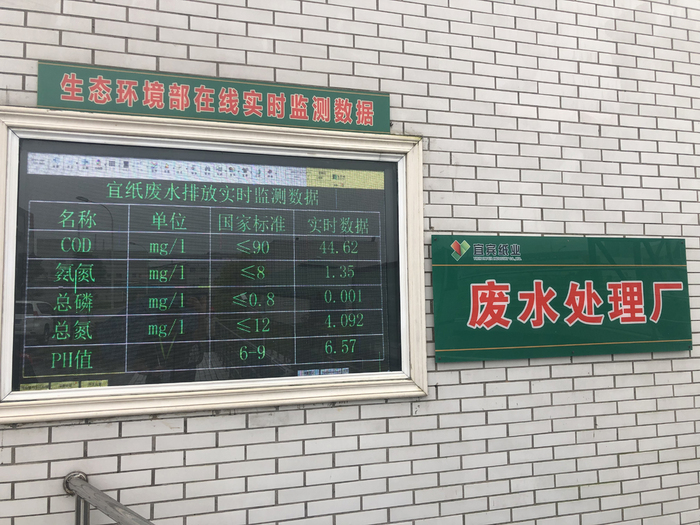 生态环境部在线实时监测数据
宜纸废水排放实时监测数据
名称 单位 国家标准 实时数据
COD mg/l ≤90 44.62
氨氮 mg/l ≤8 1.35
总磷 mg/l ≤0.8 0.001
总氮 mg/l ≤12 4.092
PH值 6-9 6.57
宜宾纸业
废水处理厂